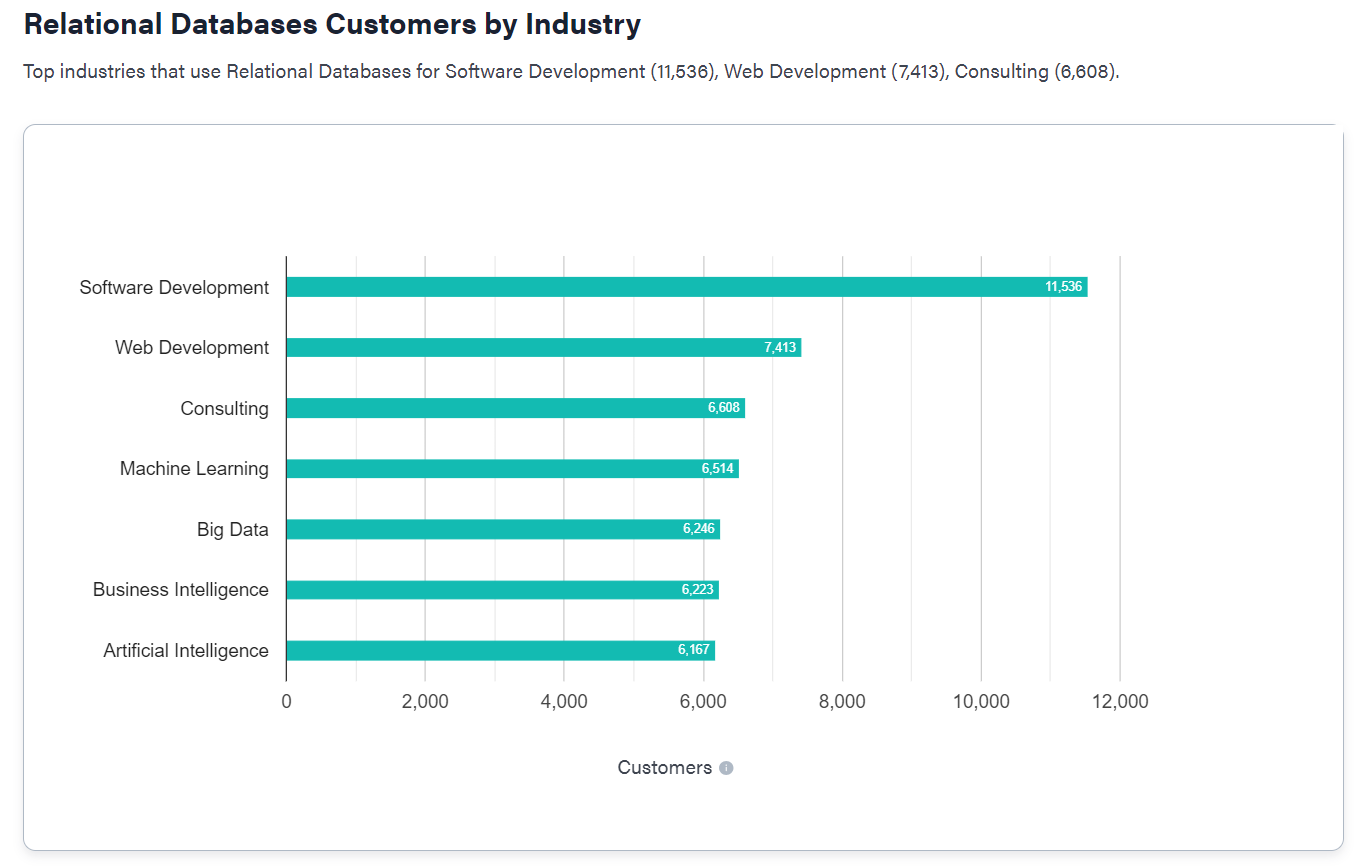 Relational Databases Customers by Industry
Top industries that use Relational Databases for Software Development (11,536), Web Development (7,413), Consulting (6,608).
Software Development 11,536
Web Development 7,413
Consulting 6,608
Machine Learning 6,514
Big Data 6,246
Business Intelligence 6,223
Artificial Intelligence 6,167
0 2,000 4,000 6,000 8,000 10,000 12,000
Customers i